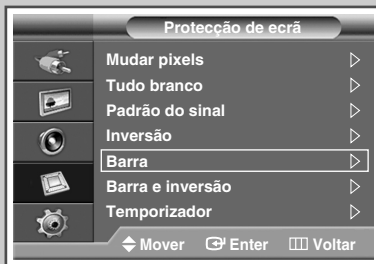 Protecção de ecrã
Mudar pixels
Tudo branco
Padrão do sinal
Inversão
Barra
Barra e inversão
Temporizador
Mover Enter Voltar